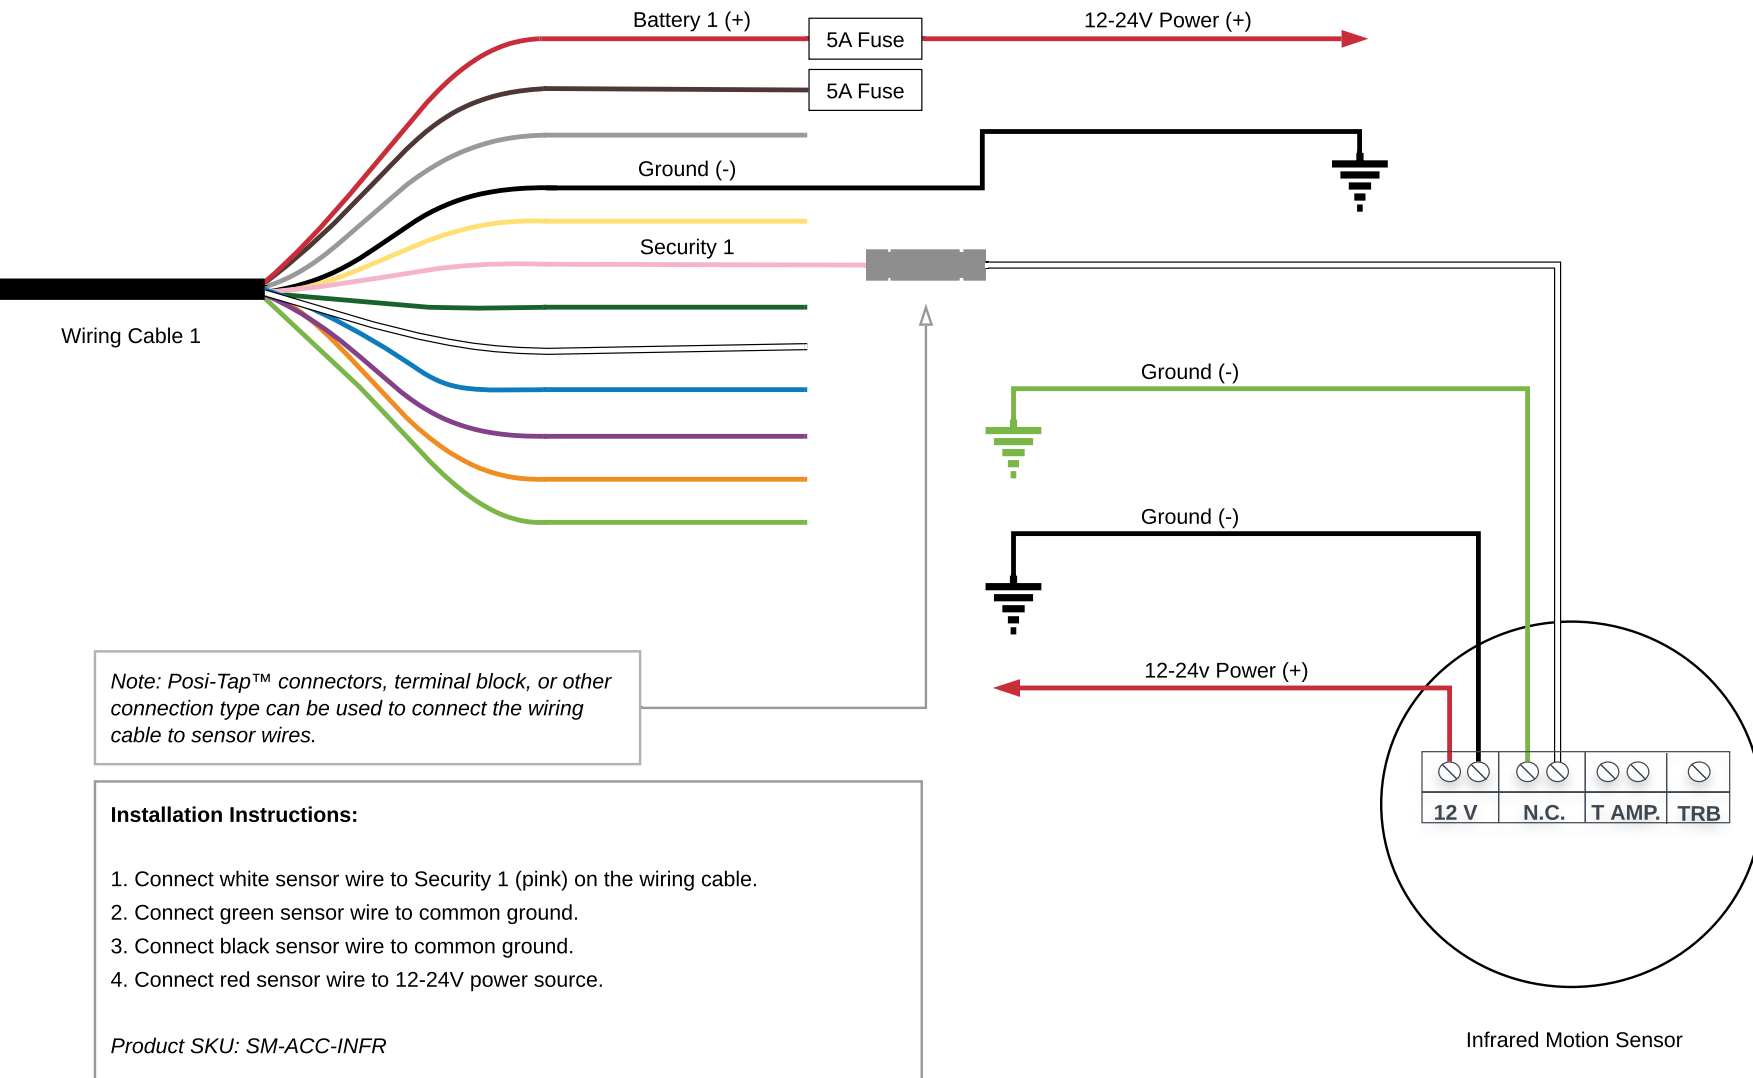 Battery 1 (+)
5A Fuse
12-24V Power (+)
5A Fuse
Ground (-)
Security 1
Wiring Cable 1
Ground (-)
Ground (-)
12-24v Power (+)
Note: Posi-Tap™ connectors, terminal block, or other
connection type can be used to connect the wiring
cable to sensor wires.
12 V
N.C.
T AMP.
TRB
Installation Instructions:
1. Connect white sensor wire to Security 1 (pink) on the wiring cable.
2. Connect green sensor wire to common ground.
3. Connect black sensor wire to common ground.
4. Connect red sensor wire to 12-24V power source.
Product SKU: SM-ACC-INFR
Infrared Motion Sensor